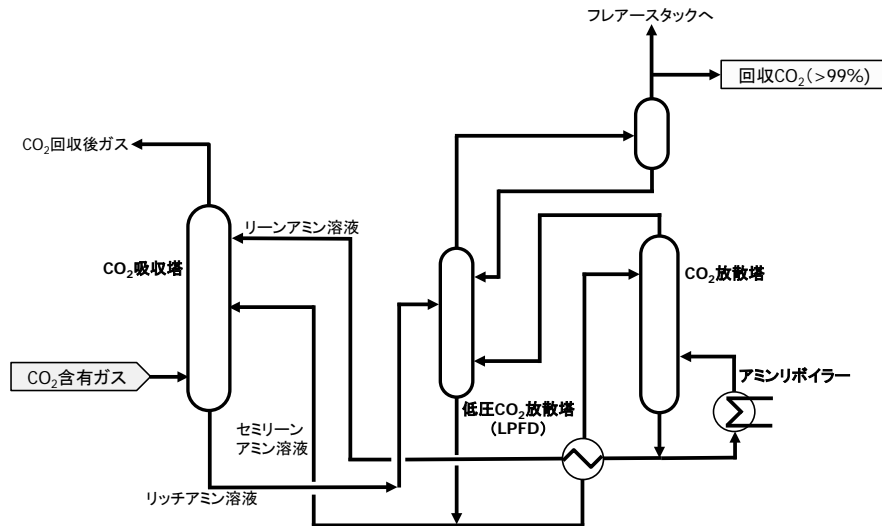 フレアースタックへ
回収CO₂(>99%)
CO₂回収後ガス
リーンアミン溶液
CO₂吸収塔
CO₂放散塔
CO₂含有ガス
アミンリボイラー
低圧CO₂放散塔
(LPFD)
セミリーン
アミン溶液
リッチアミン溶液